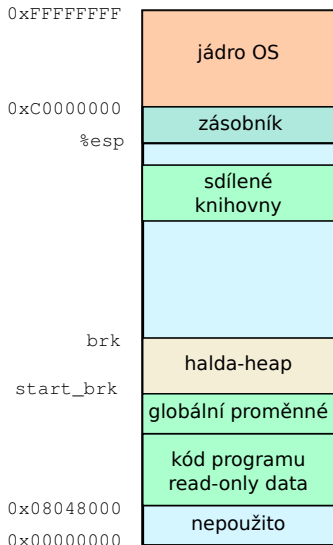 0xFFFFFFFF
jádro OS
0xC0000000
zásobník
%esp
sdílené
knihovny
brk
halda-heap
start_brk
globální proměnné
kód programu
read-only data
0x08048000
nepoužito
0x00000000